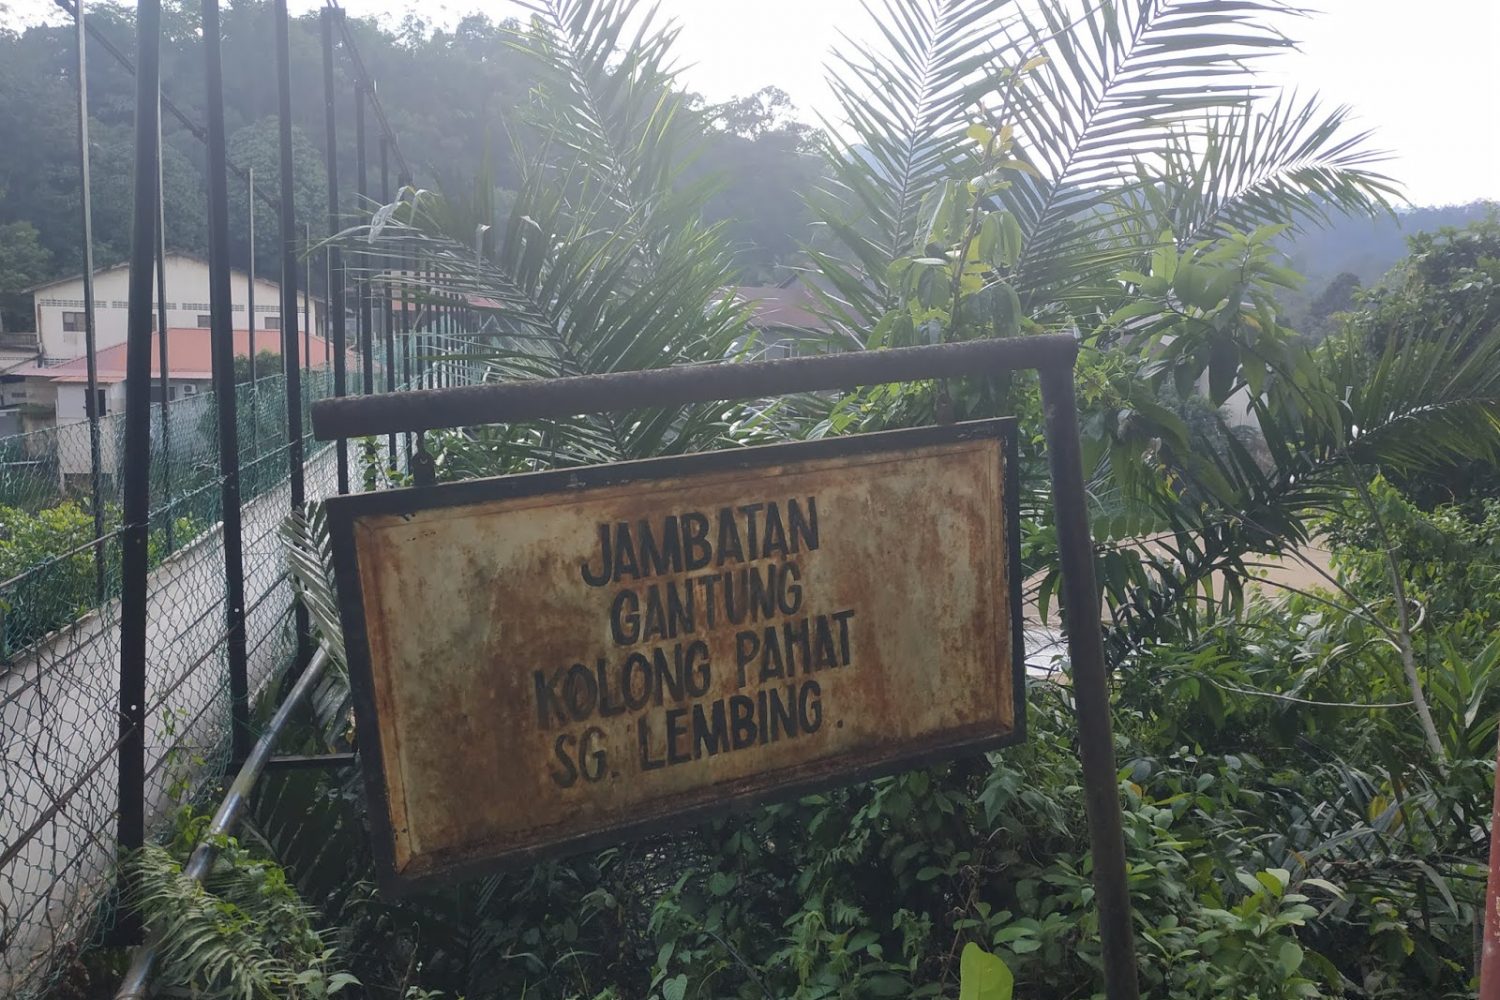 JAMBATAN
GANTUNG
KOLONG PAHAT
SG. LEMBING.